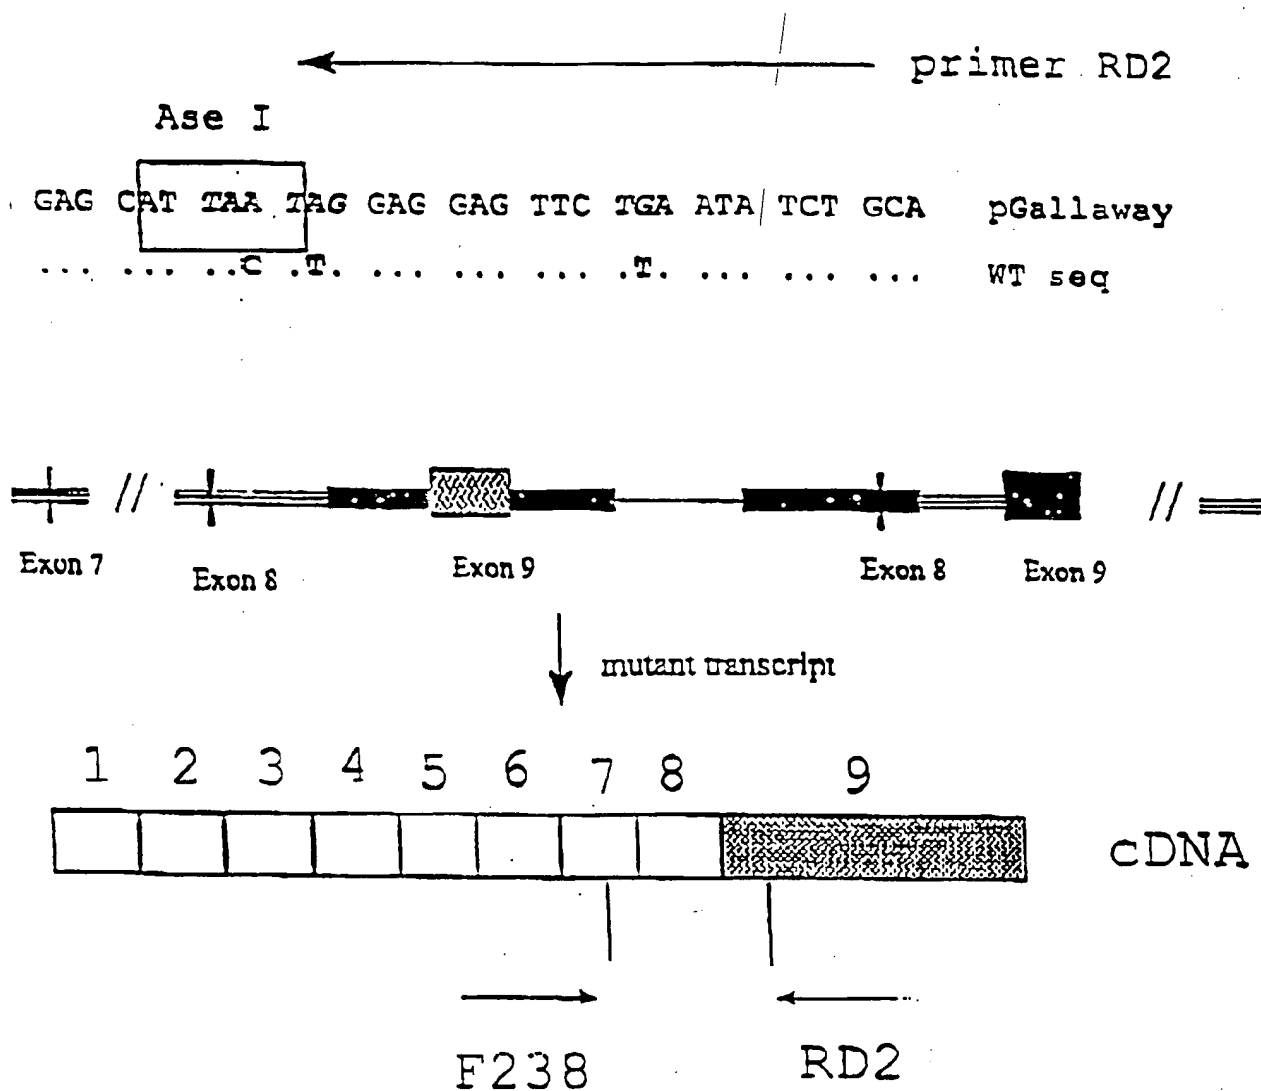 primer RD2
Ase I
GAG CATT TAA TAG GAG GAG TTC TGA ATA TCT GCA pGallaway
... ... ..C .T. ... ... ... .T. ... ... ... WT seq
//
//
Exon 7
Exon 8
Exon 9
Exon 8
Exon 9
mutant transcript
1 2 3 4 5 6 7 8 9
cDNA
F238
RD2